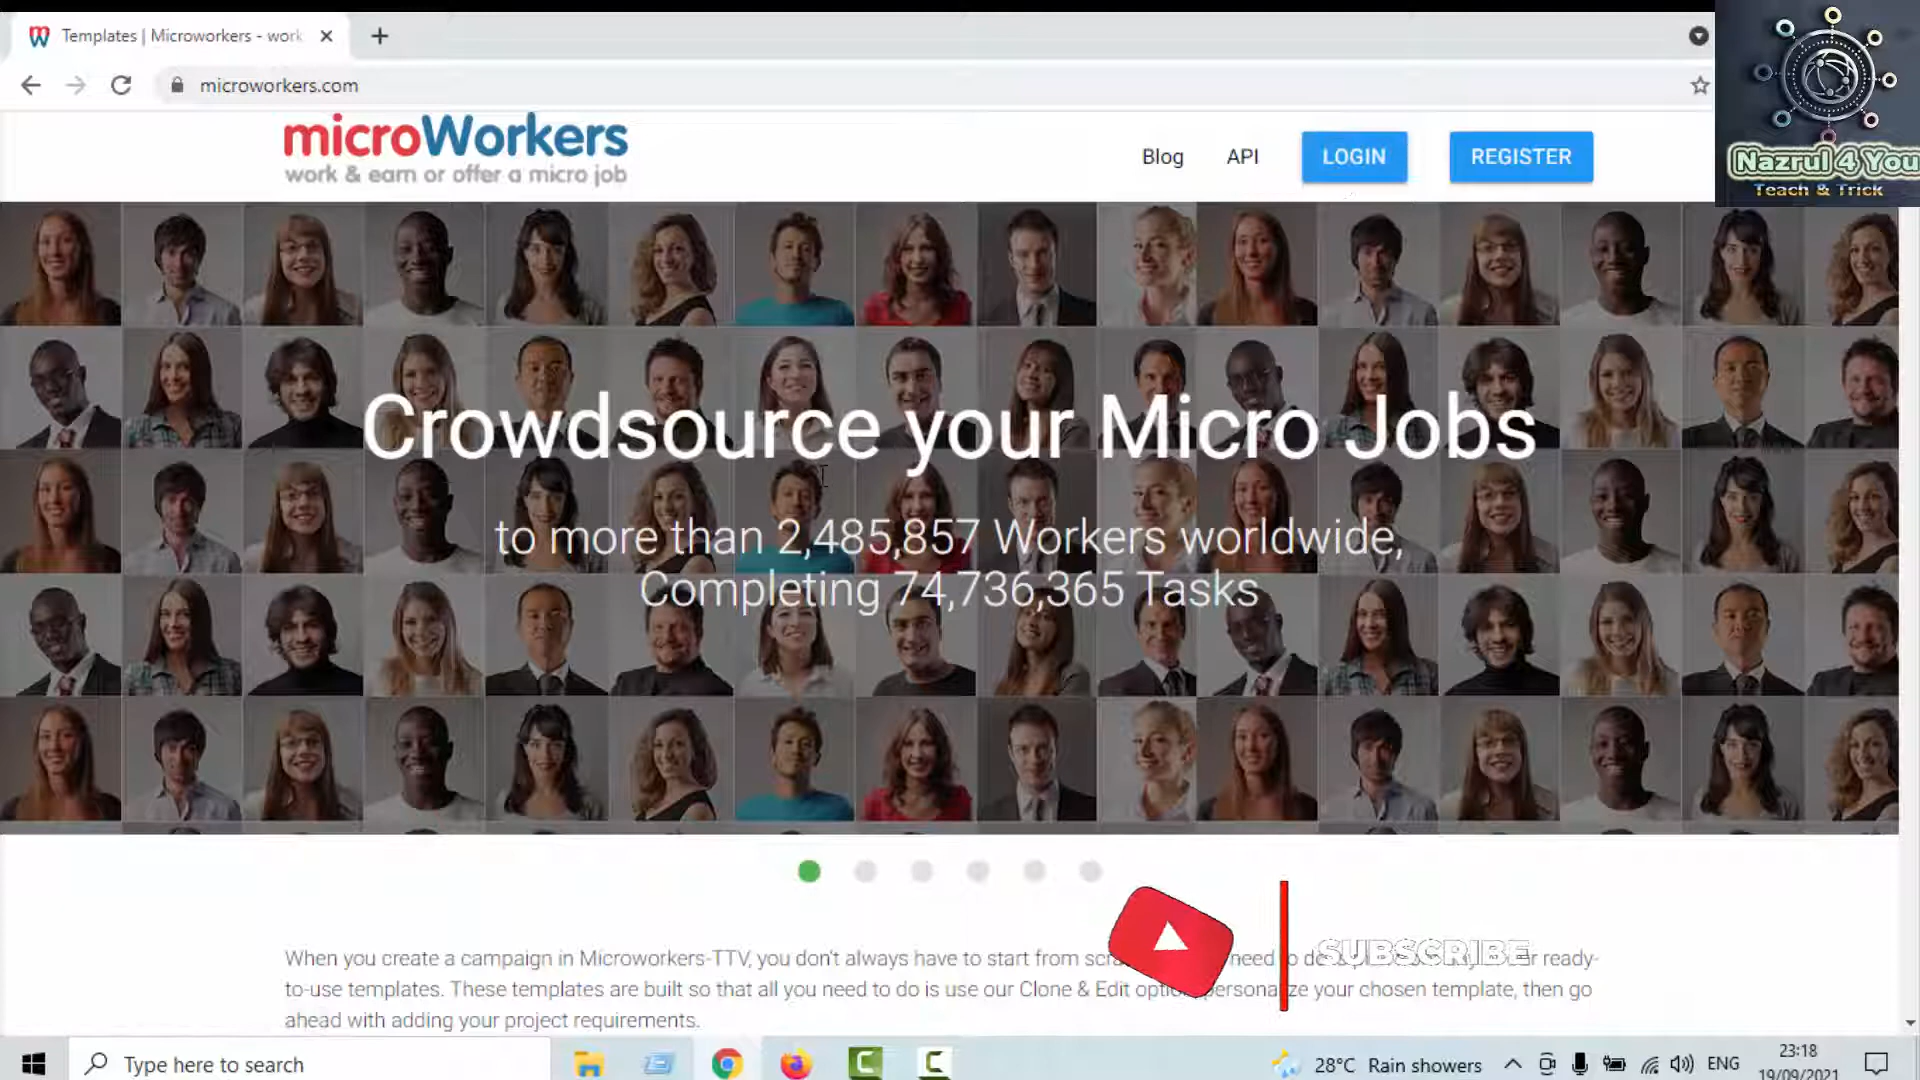 Templates | Microworkers - work
microworkers.com
microWorkers
work & earn or offer a micro job
Blog
API
LOGIN
REGISTER
Nazrul 4 You
Teach & Trick
Crowdsource your Micro Jobs
to more than 2,485,857 Workers worldwide,
Completing 74,736,365 Tasks
When you create a campaign in Microworkers-TTV, you don't always have to start from need ready-
to-use templates. These templates are built so that all you need to do is use our Clone & Edit your chosen template, then go
ahead with adding your project requirements.
SUBSCRIBE
Type here to search
28°C Rain showers
ENG
23:18
19/09/2021